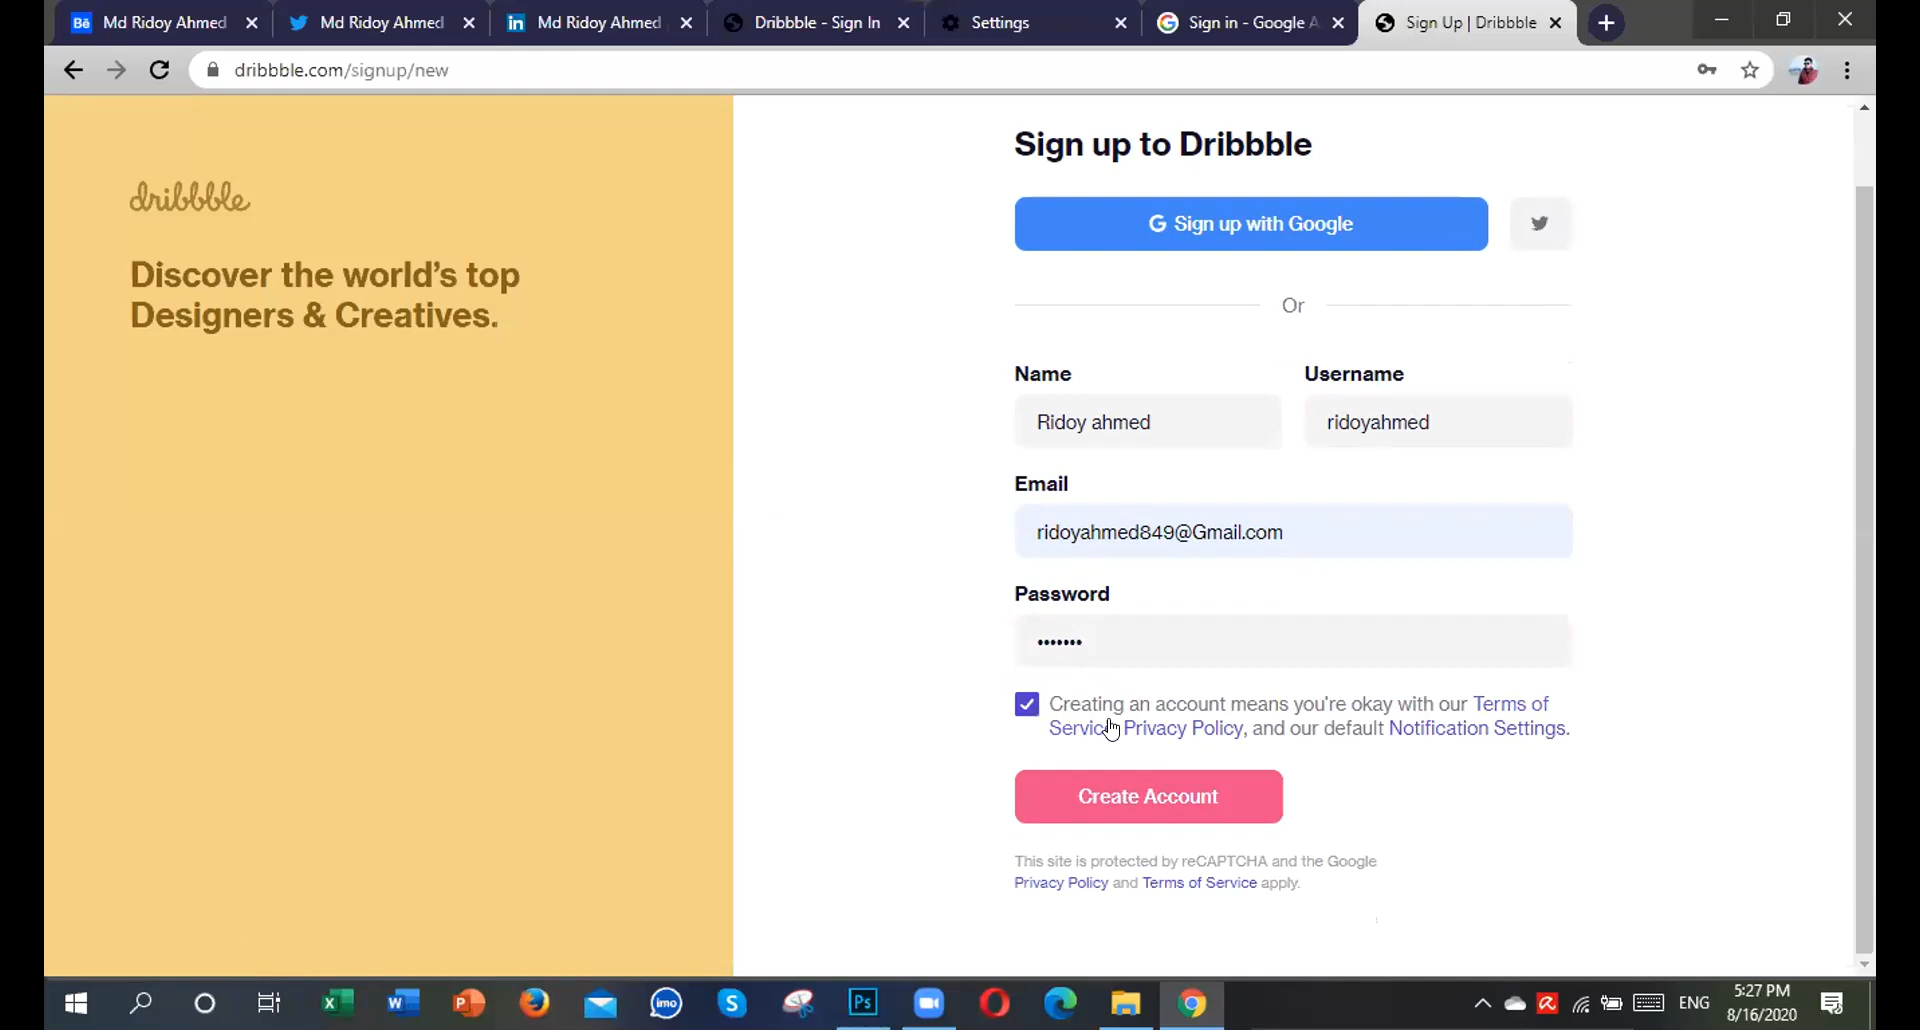 Md Ridoy Ahmed
Md Ridoy Ahmed
Md Ridoy Ahmed
Dribbble - Sign In
Settings
Sign in - Google A
Sign Up | Dribbble
dribbble.com/signup/new
dribbble
Discover the world's top
Designers & Creatives.
Sign up to Dribbble
Sign up with Google
Or
Name
Username
Ridoy ahmed
ridoyahmed
Email
ridoyahmed849@Gmail.com
Password
•••••••
Creating an account means you're okay with our Terms of
Service, Privacy Policy, and our default Notification Settings.
Create Account
This site is protected by reCAPTCHA and the Google
Privacy Policy and Terms of Service apply.
imo
Ps
ENG
5:27 PM
8/16/2020